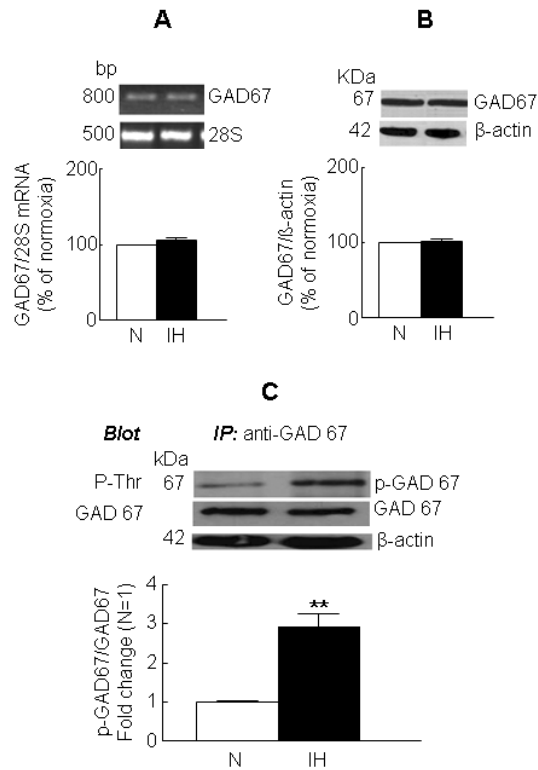 A
bp
800 GAD67
500 28S
200
100
0
GAD67/28S mRNA
(% of normoxia)
N IH
B
KDa
67 GAD67
42 β-actin
200
100
0
GAD67/ß-actin
(% of normoxia)
N IH
C
Blot IP: anti-GAD 67
kDa
P-Thr 67 p-GAD 67
GAD 67 GAD 67
42 β-actin
4
3
2
1
0
p-GAD67/GAD67
Fold change (N=1)
**
N IH